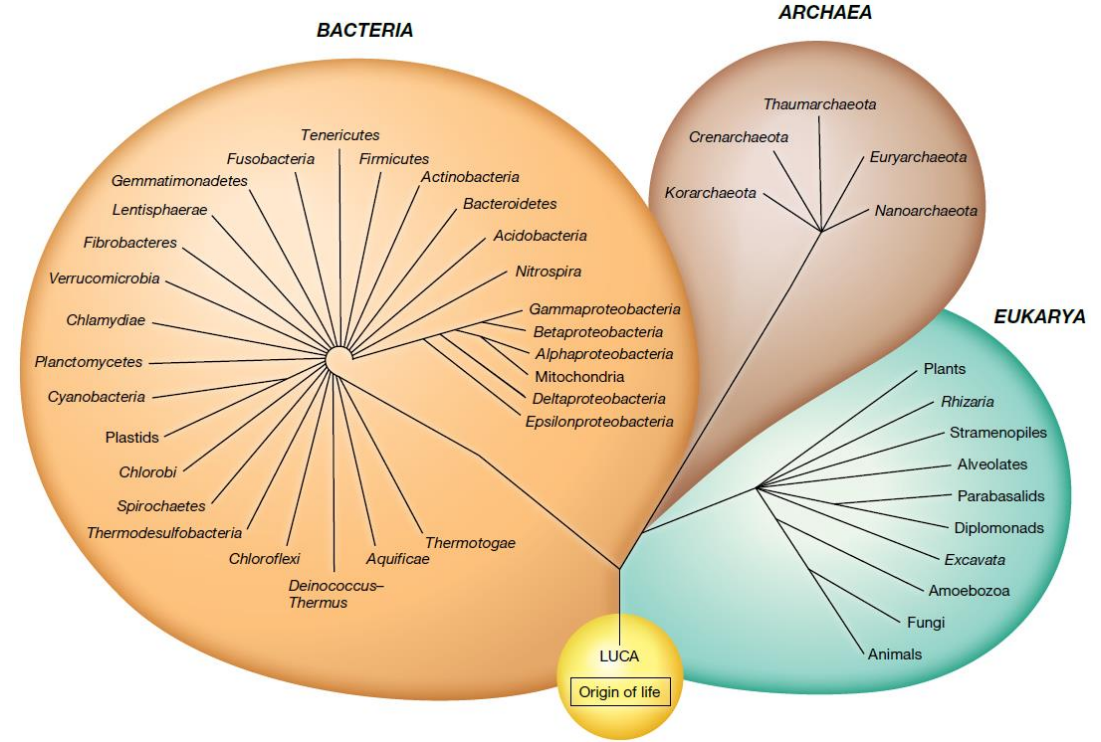 BACTERIA
ARCHAEA
EUKARYA
Tenericutes
Fusobacteria
Firmicutes
Gemmatimonadetes
Actinobacteria
Lentisphaerae
Bacteroidetes
Fibrobacteres
Acidobacteria
Verrucomicrobia
Nitrospira
Chlamydiae
Gammaproteobacteria
Betaproteobacteria
Planctomycetes
Alphaproteobacteria
Mitochondria
Cyanobacteria
Deltaproteobacteria
Epsilonproteobacteria
Plastids
Chlorobi
Spirochaetes
Thermodesulfobacteria
Chloroflexi
Deinococcus–
Thermus
Aquificae
Thermotogae
Thaumarchaeota
Crenarchaeota
Euryarchaeota
Korarchaeota
Nanoarchaeota
Plants
Rhizaria
Stramenopiles
Alveolates
Parabasalids
Diplomonads
Excavata
Amoebozoa
Fungi
Animals
LUCA
Origin of life